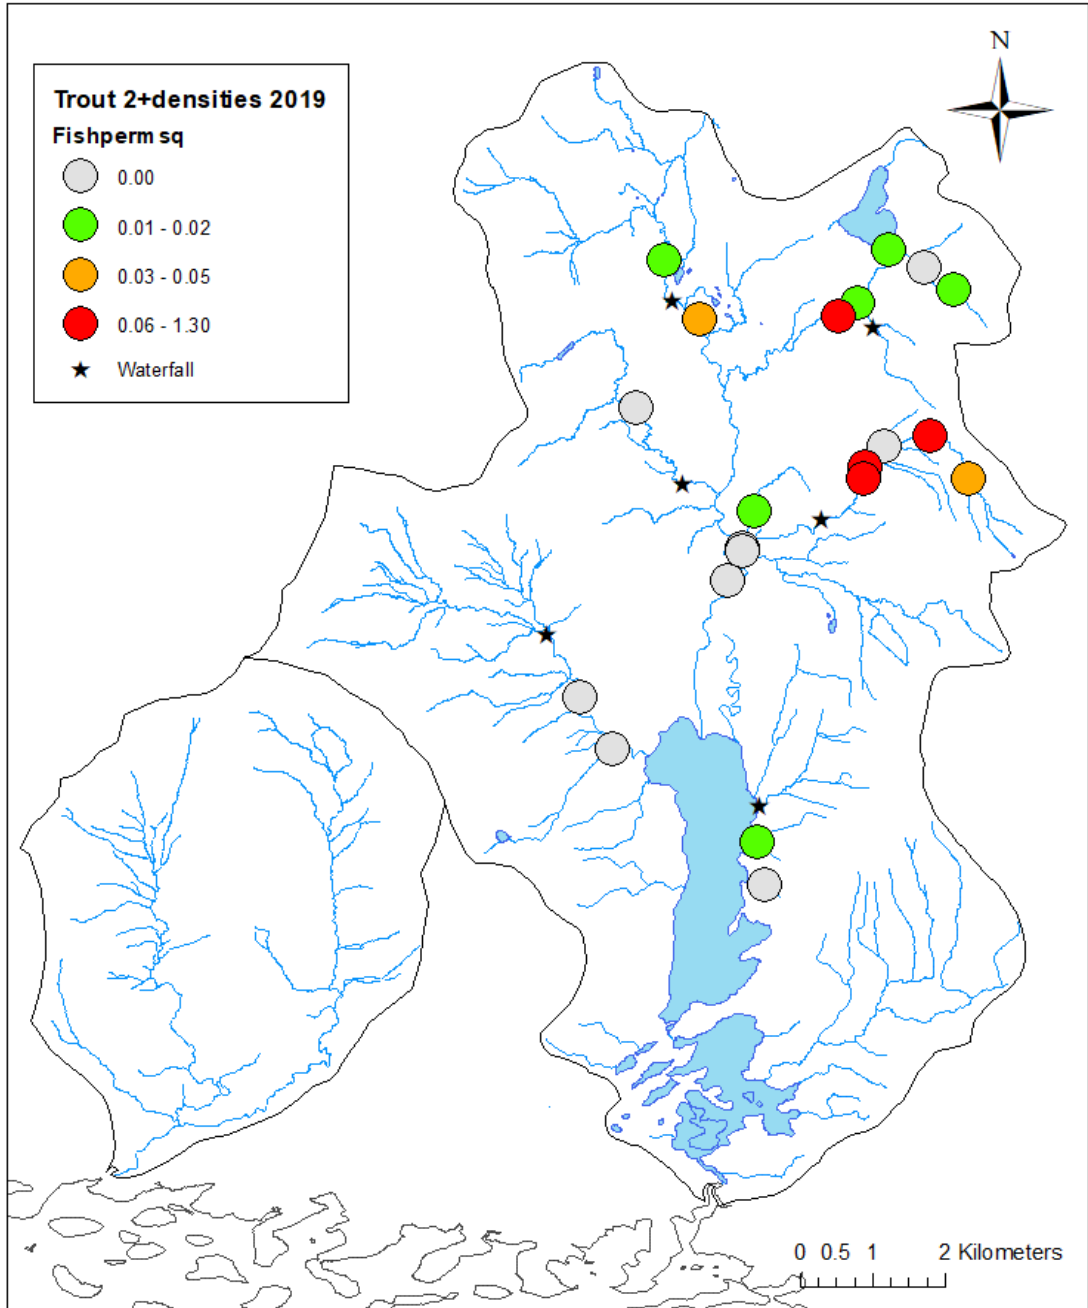 N
Trout 2+densities 2019
Fishperm sq
0.00
0.01 - 0.02
0.03 - 0.05
0.06 - 1.30
Waterfall
0 0.5 1 2 Kilometers